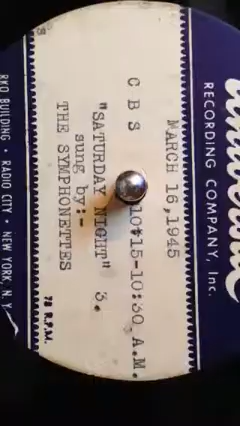 RECORDING COMPANY, Inc.
MARCH 16,1945
C B S 10:15-10:30 A.M.
"SATURDAY NIGHT" 3.
sung by:-
THE SYMPHONETTES
78 R.P.M.
RKO BUILDING • RADIO CITY • NEW YORK, N. Y.